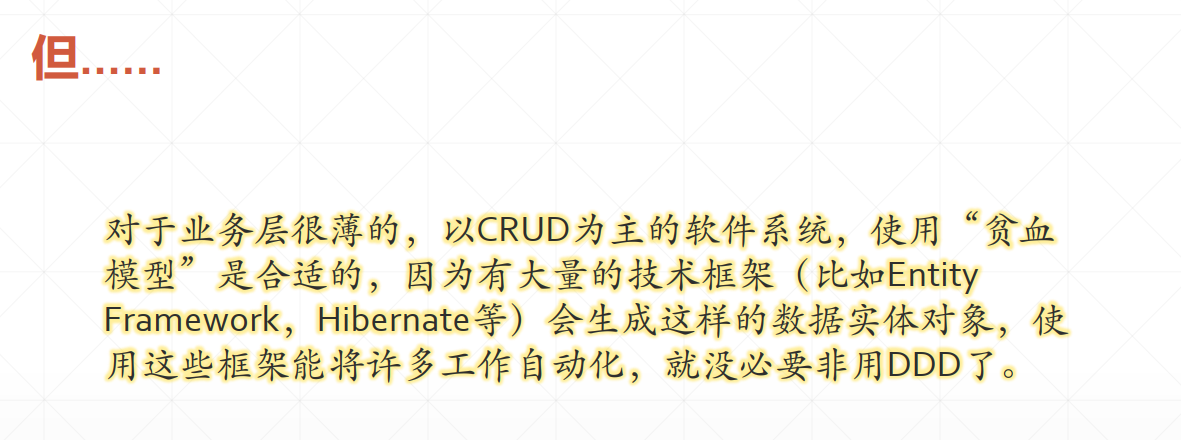 但……
对于业务层很薄的，以CRUD为主的软件系统，使用“贫血
模型”是合适的，因为有大量的技术框架（比如Entity
Framework，Hibernate等）会生成这样的数据实体对象，使
用这些框架能将许多工作自动化，就没必要非用DDD了。